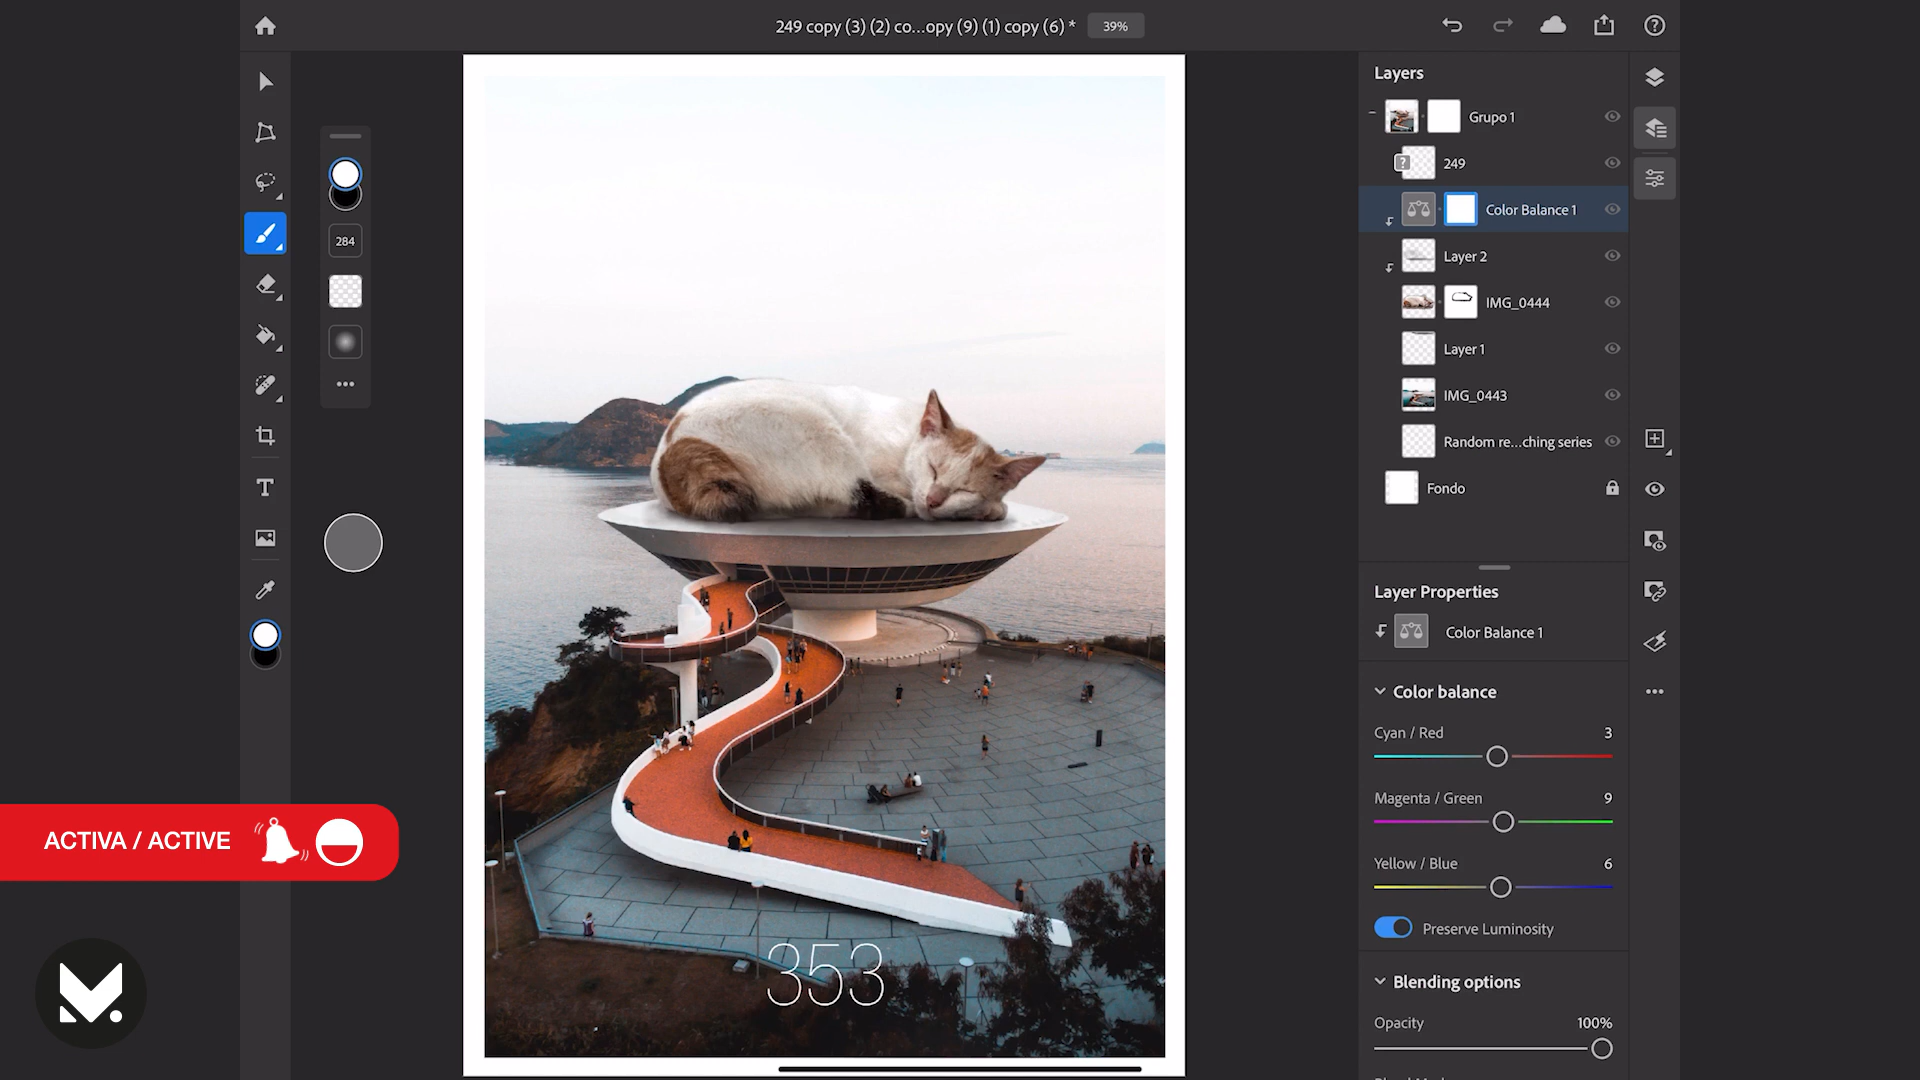 249 copy (3) (2) co...opy (9) (1) copy (6) *
39%
?
Layers
Grupo 1
?
249
Color Balance 1
284
Layer 2
IMG_0444
Layer 1
IMG_0443
Random re...ching series
Fondo
T
Layer Properties
Color Balance 1
Color balance
Cyan / Red
3
Magenta / Green
9
ACTIVA / ACTIVE
Yellow / Blue
6
Preserve Luminosity
353
M.
Blending options
Opacity
100%